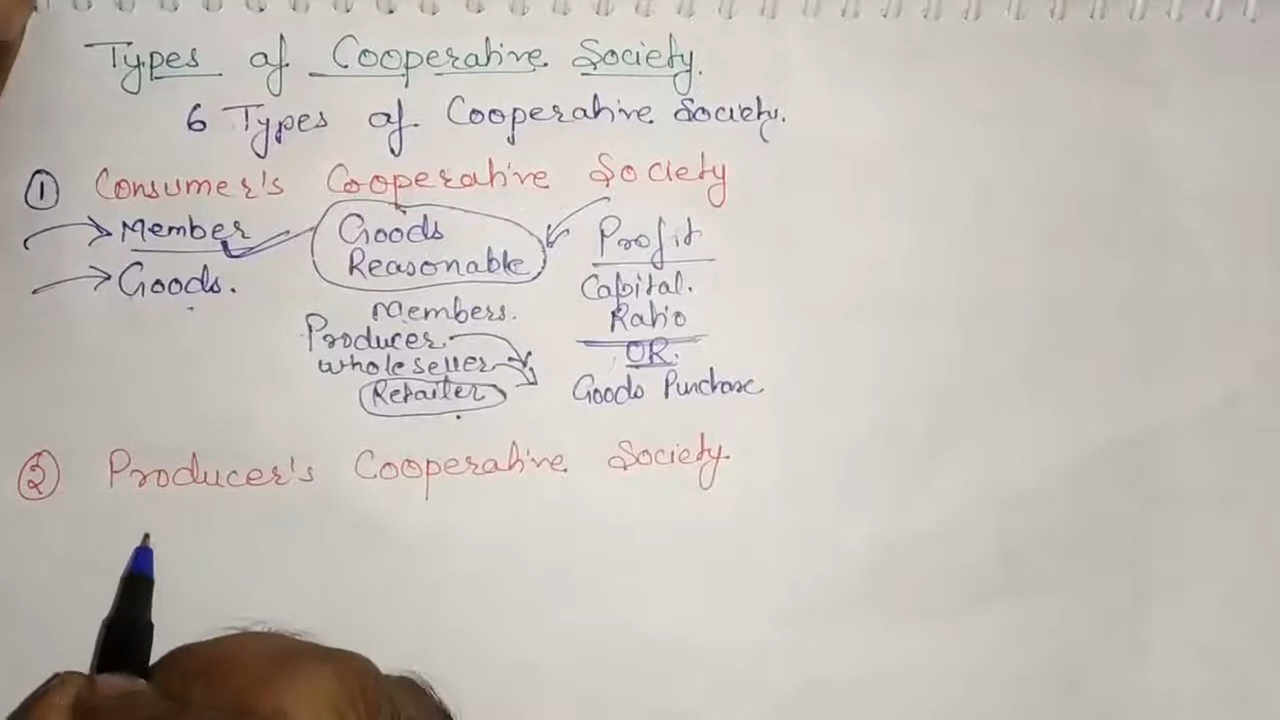 Types of Cooperative Society.
6 Types of Cooperative Society.
① Consumer's Cooperative Society
Member
Goods.
Goods
Reasonable
Members.
Producer.
wholeseller
Retailer
Profit
Capital.
Ratio
OR.
Goods Purchase
② Producer's Cooperative Society